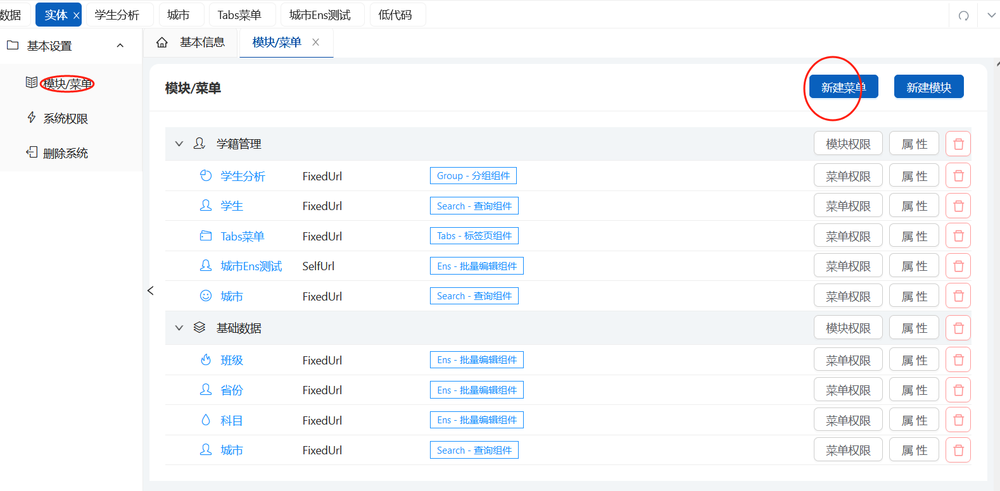 数据 实体 学生分析 城市 Tabs菜单 城市Ens测试 低代码
基本设置 基本信息 模块/菜单
模块/菜单
系统权限
删除系统
模块/菜单 新建菜单 新建模块
学籍管理 模块权限 属 性
学生分析 FixedUrl Group - 分组组件 菜单权限 属 性
学生 FixedUrl Search - 查询组件 菜单权限 属 性
Tabs菜单 FixedUrl Tabs - 标签页组件 菜单权限 属 性
城市Ens测试 SelfUrl Ens - 批量编辑组件 菜单权限 属 性
城市 FixedUrl Search - 查询组件 菜单权限 属 性
基础数据 模块权限 属 性
班级 FixedUrl Ens - 批量编辑组件 菜单权限 属 性
省份 FixedUrl Ens - 批量编辑组件 菜单权限 属 性
科目 FixedUrl Ens - 批量编辑组件 菜单权限 属 性
城市 FixedUrl Search - 查询组件 菜单权限 属 性